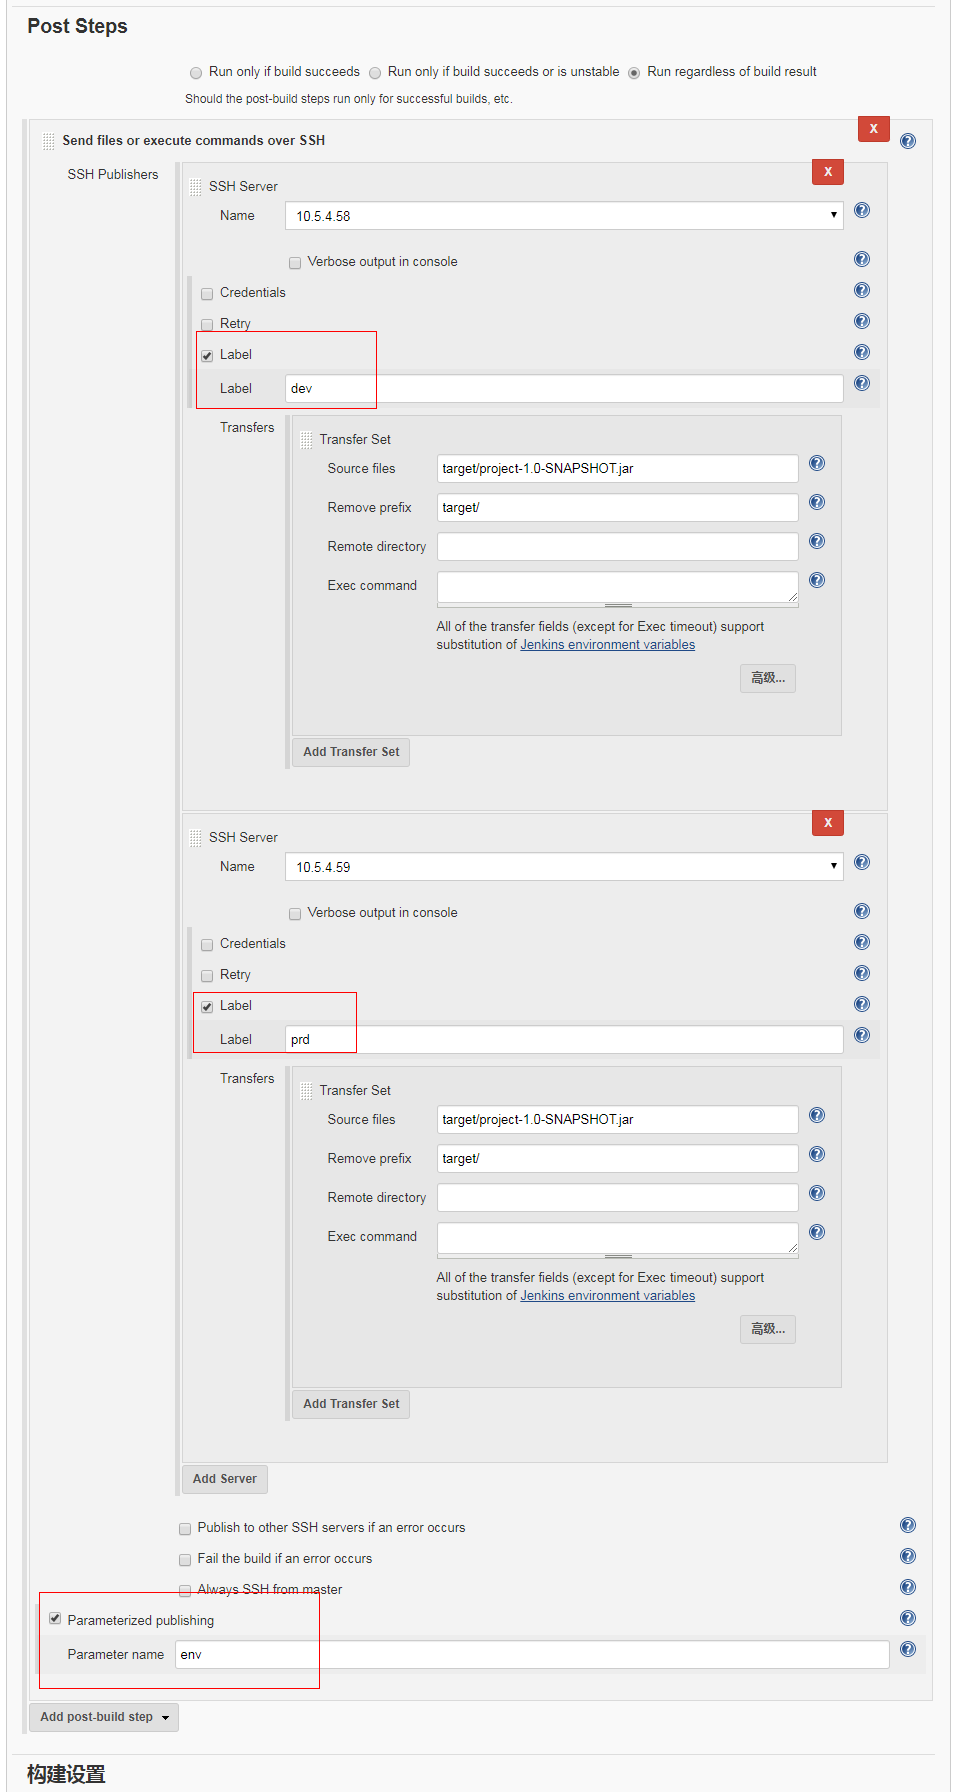 Post Steps
Run only if build succeeds Run only if build succeeds or is unstable Run regardless of build result
Should the post-build steps run only for successful builds, etc.
Send files or execute commands over SSH X
SSH Publishers
SSH Server X
Name 10.5.4.58
Verbose output in console
Credentials
Retry
Label
Label dev
Transfers
Transfer Set
Source files target/project-1.0-SNAPSHOT.jar
Remove prefix target/
Remote directory
Exec command
All of the transfer fields (except for Exec timeout) support
substitution of Jenkins environment variables
高级...
Add Transfer Set
SSH Server X
Name 10.5.4.59
Verbose output in console
Credentials
Retry
Label
Label prd
Transfers
Transfer Set
Source files target/project-1.0-SNAPSHOT.jar
Remove prefix target/
Remote directory
Exec command
All of the transfer fields (except for Exec timeout) support
substitution of Jenkins environment variables
高级...
Add Transfer Set
Add Server
Publish to other SSH servers if an error occurs
Fail the build if an error occurs
Always SSH from master
Parameterized publishing
Parameter name env
Add post-build step
构建设置